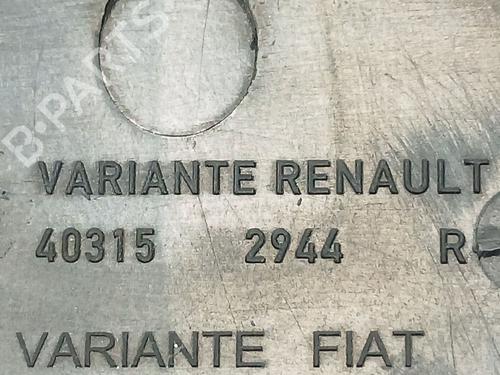 B-PARTS
VARIANTE RENAULT
40315 2944 R
VARIANTE FIAT